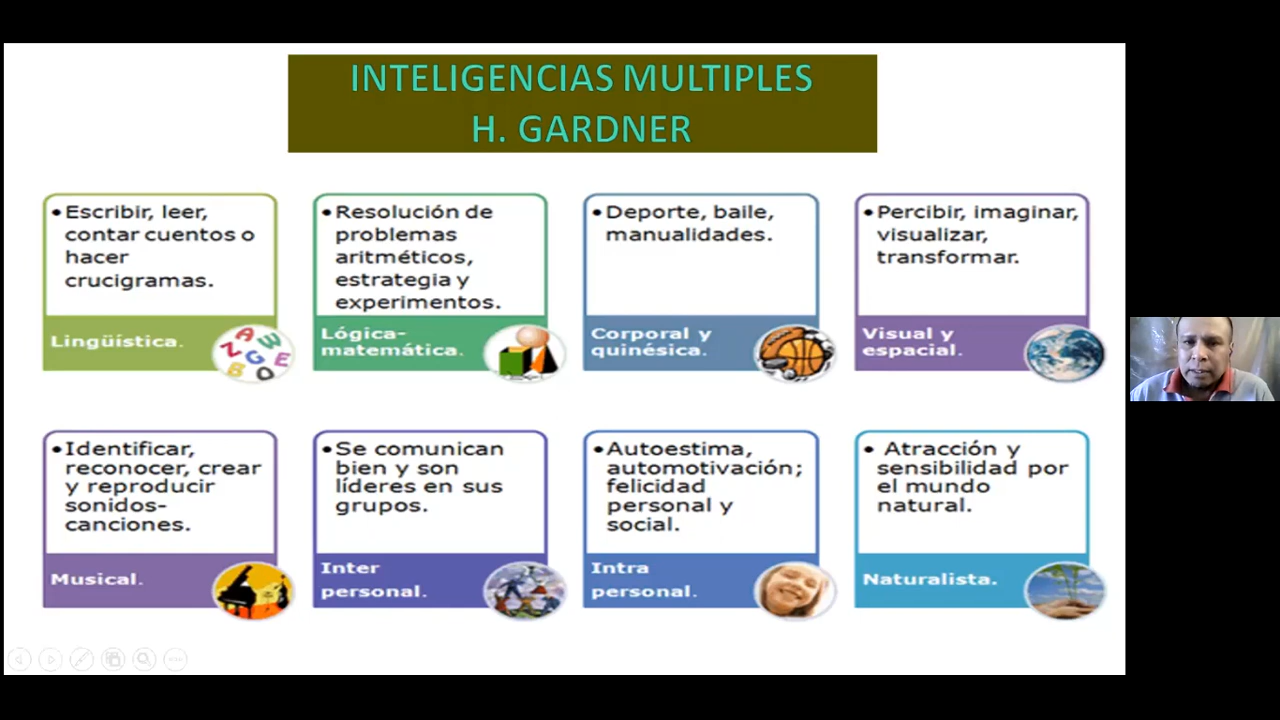 INTELIGENCIAS MULTIPLES
H. GARDNER
• Escribir, leer,
contar cuentos o
hacer
crucigramas.
Lingüística.
• Resolución de
problemas
aritméticos,
estrategia y
experimentos.
Lógica-
matemática.
• Deporte, baile,
manualidades.
Corporal y
quinésica.
• Percibir, imaginar,
visualizar,
transformar.
Visual y
espacial.
• Identificar,
reconocer, crear
y reproducir
sonidos-
canciones.
Musical.
• Se comunican
bien y son
líderes en sus
grupos.
Inter
personal.
• Autoestima,
automotivación;
felicidad
personal y
social.
Intra
personal.
• Atracción y
sensibilidad por
el mundo
natural.
Naturalista.
A W Z G E B O